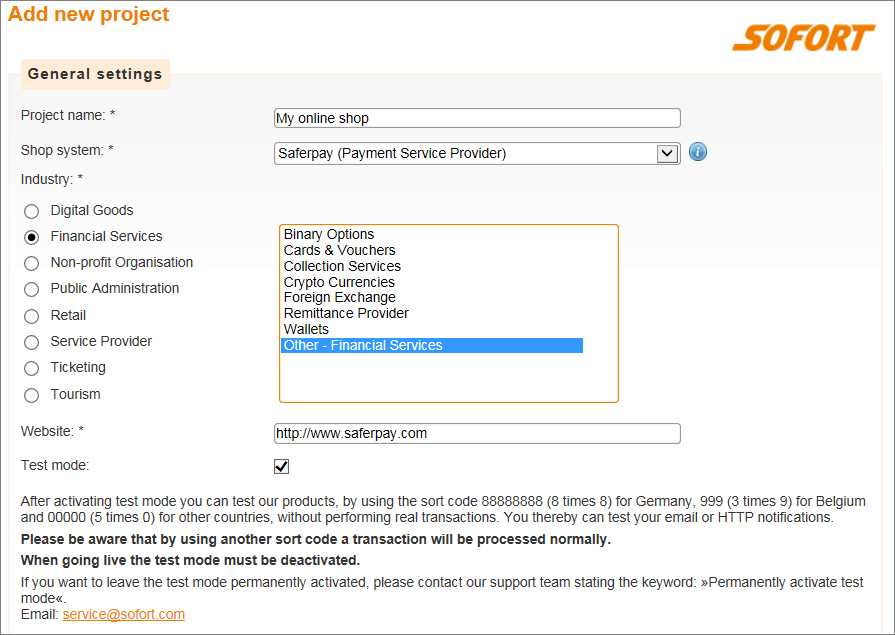 Add new project
SOFORT
General settings
Project name: *
My online shop
Shop system: *
Saferpay (Payment Service Provider)
i
Industry: *
Digital Goods
Financial Services
Non-profit Organisation
Public Administration
Retail
Service Provider
Ticketing
Tourism
Binary Options
Cards & Vouchers
Collection Services
Crypto Currencies
Foreign Exchange
Remittance Provider
Wallets
Other - Financial Services
Website: *
http://www.saferpay.com
Test mode:
After activating test mode you can test our products, by using the sort code 88888888 (8 times 8) for Germany, 999 (3 times 9) for Belgium
and 00000 (5 times 0) for other countries, without performing real transactions. You thereby can test your email or HTTP notifications.
Please be aware that by using another sort code a transaction will be processed normally.
When going live the test mode must be deactivated.
If you want to leave the test mode permanently activated, please contact our support team stating the keyword: »Permanently activate test
mode«.
Email: service@sofort.com